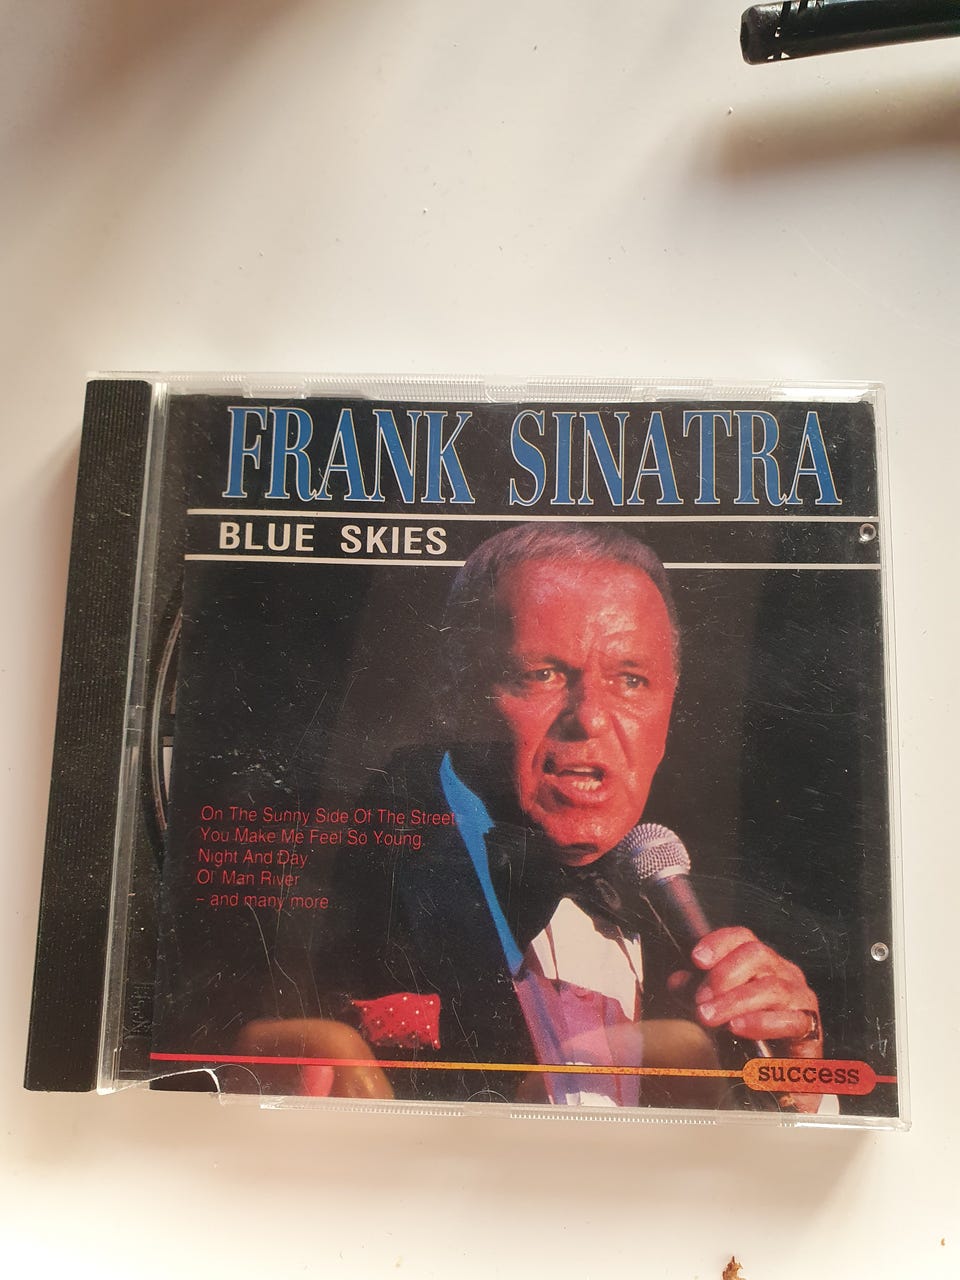 FRANK SINATRA
BLUE SKIES
On The Sunny Side Of The Street
You Make Me Feel So Young
Night And Day
Ol' Man River
– and many more
success